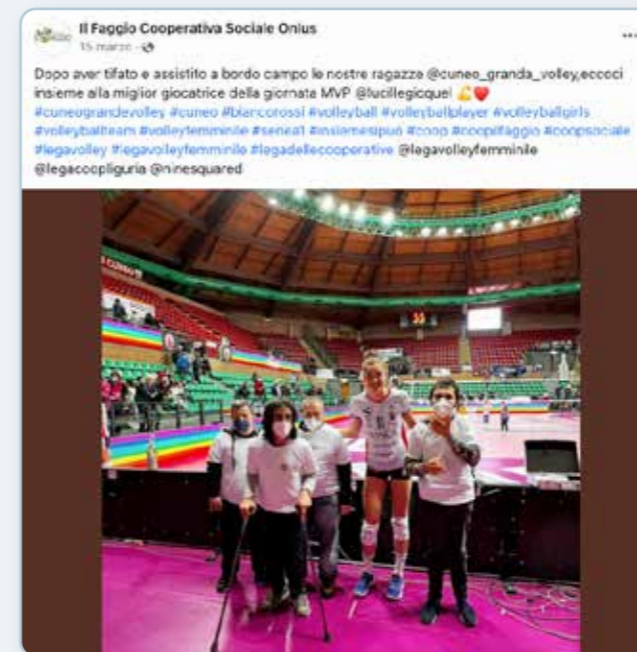 Il Faggio Cooperativa Sociale Onlus
15 marzo
Dopo aver tifato e assistito a bordo campo le nostre ragazze @cuneo_granda_volley,eccoci
insieme alla miglior giocatrice della giornata MVP @lucillegicquel 💪❤️
#cuneograndavolley #cuneo #biancorossi #volleyball #volleyballplayer #volleyballgirls
#volleyballteam #volleyfemminile #seriea1 #insiemesipuò #coop #coopilfaggio #coopsociale
#legavolley #legavolleyfemminile #legadellecooperative @legavolleyfemminile
@legacoopliguria @ninesquared